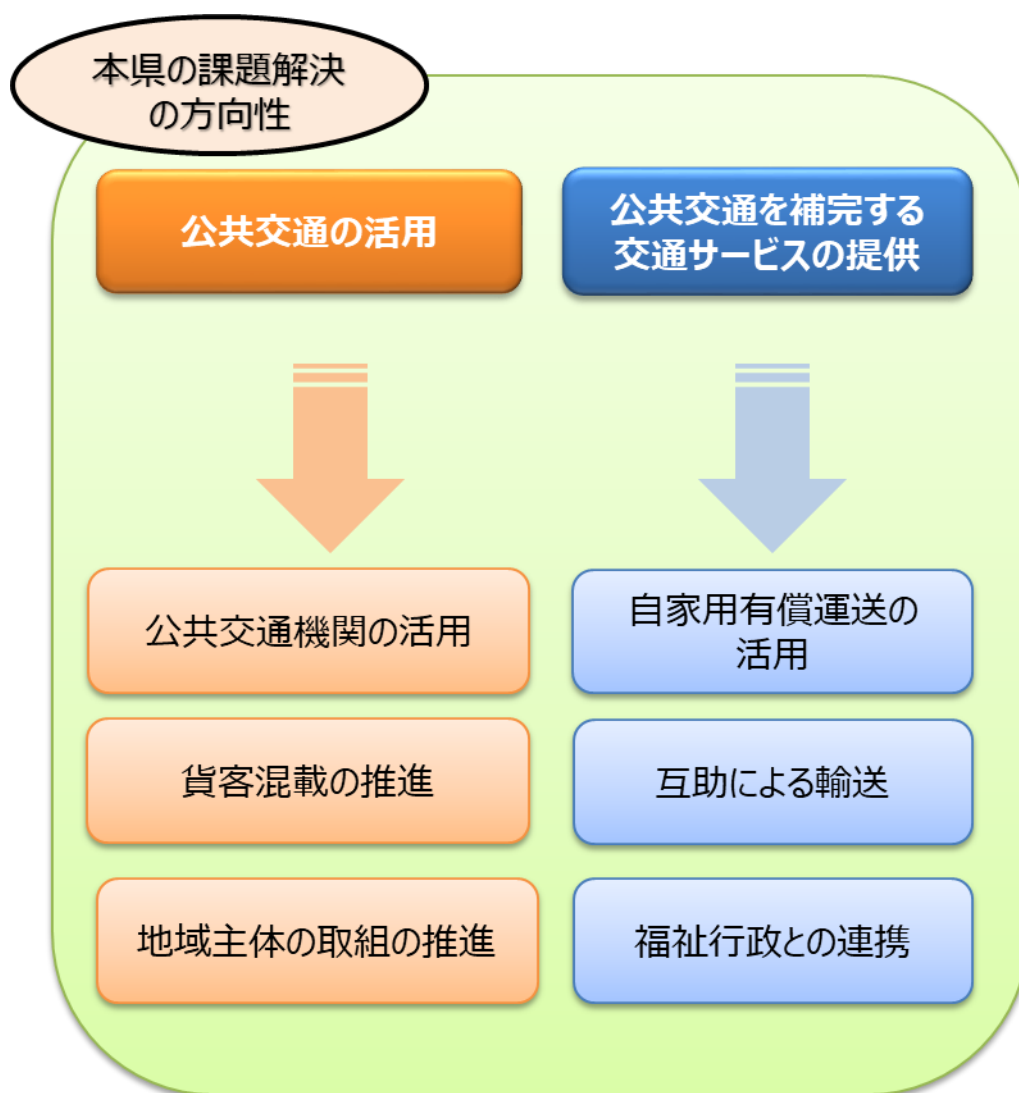 本県の課題解決
の方向性
公共交通の活用
公共交通を補完する
交通サービスの提供
公共交通機関の活用
貨客混載の推進
地域主体の取組の推進
自家用有償運送の
活用
互助による輸送
福祉行政との連携